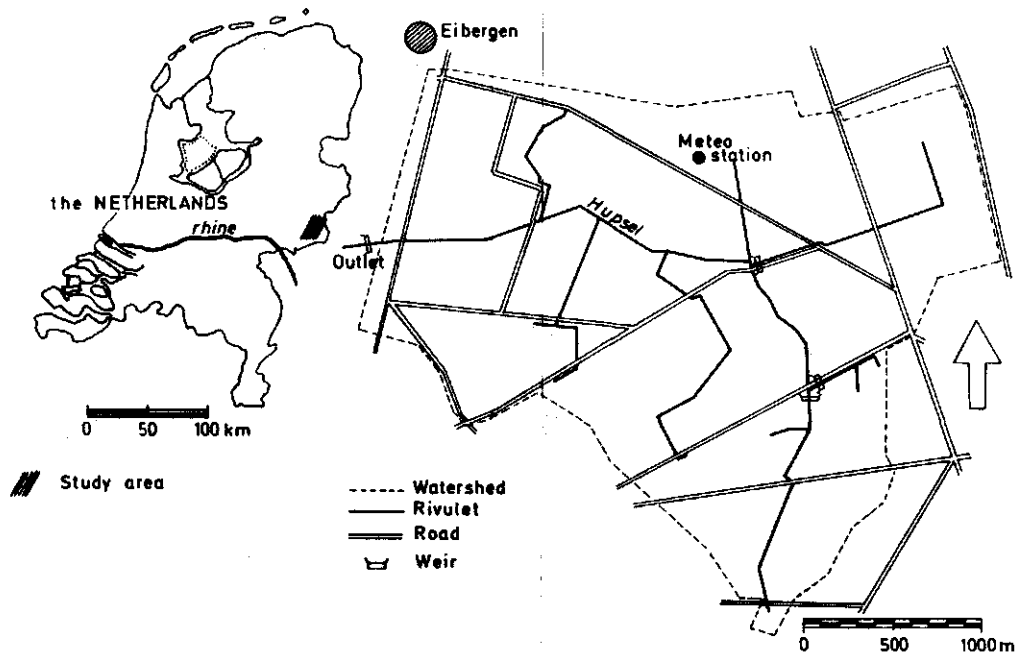 Eibergen
Meteo
station
the NETHERLANDS
rhine
Hupsel
Outlet
0 50 100 km
Study area
Watershed
Rivulet
Road
Weir
0 500 1000 m